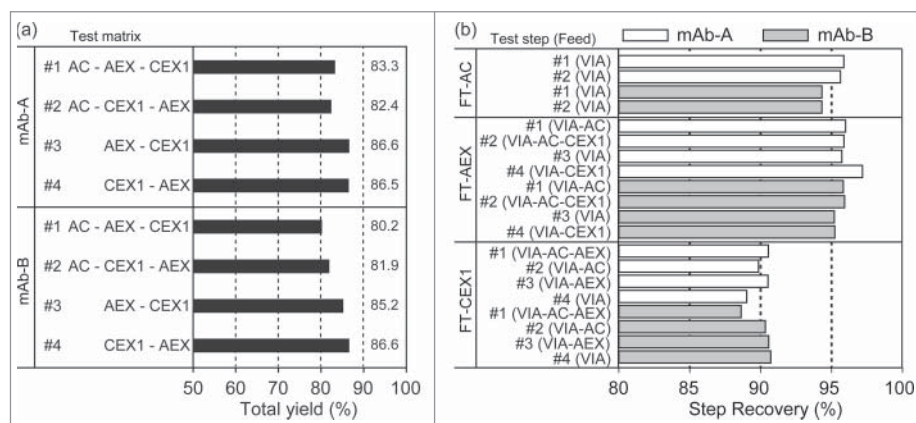 (a)
Test matrix
mAb-A
#1 AC - AEX - CEX1 83.3
#2 AC - CEX1 - AEX 82.4
#3 AEX - CEX1 86.6
#4 CEX1 - AEX 86.5
mAb-B
#1 AC - AEX - CEX1 80.2
#2 AC - CEX1 - AEX 81.9
#3 AEX - CEX1 85.2
#4 CEX1 - AEX 86.6
50 60 70 80 90 100
Total yield (%)
(b)
mAb-A mAb-B
Test step (Feed)
FT-AC
#1 (VIA)
#2 (VIA)
#1 (VIA)
#2 (VIA)
FT-AEX
#1 (VIA-AC)
#2 (VIA-AC-CEX1)
#3 (VIA)
#4 (VIA-CEX1)
#1 (VIA-AC)
#2 (VIA-AC-CEX1)
#3 (VIA)
#4 (VIA-CEX1)
FT-CEX1
#1 (VIA-AC-AEX)
#2 (VIA-AC)
#3 (VIA-AEX)
#4 (VIA)
#1 (VIA-AC-AEX)
#2 (VIA-AC)
#3 (VIA-AEX)
#4 (VIA)
80 85 90 95 100
Step Recovery (%)